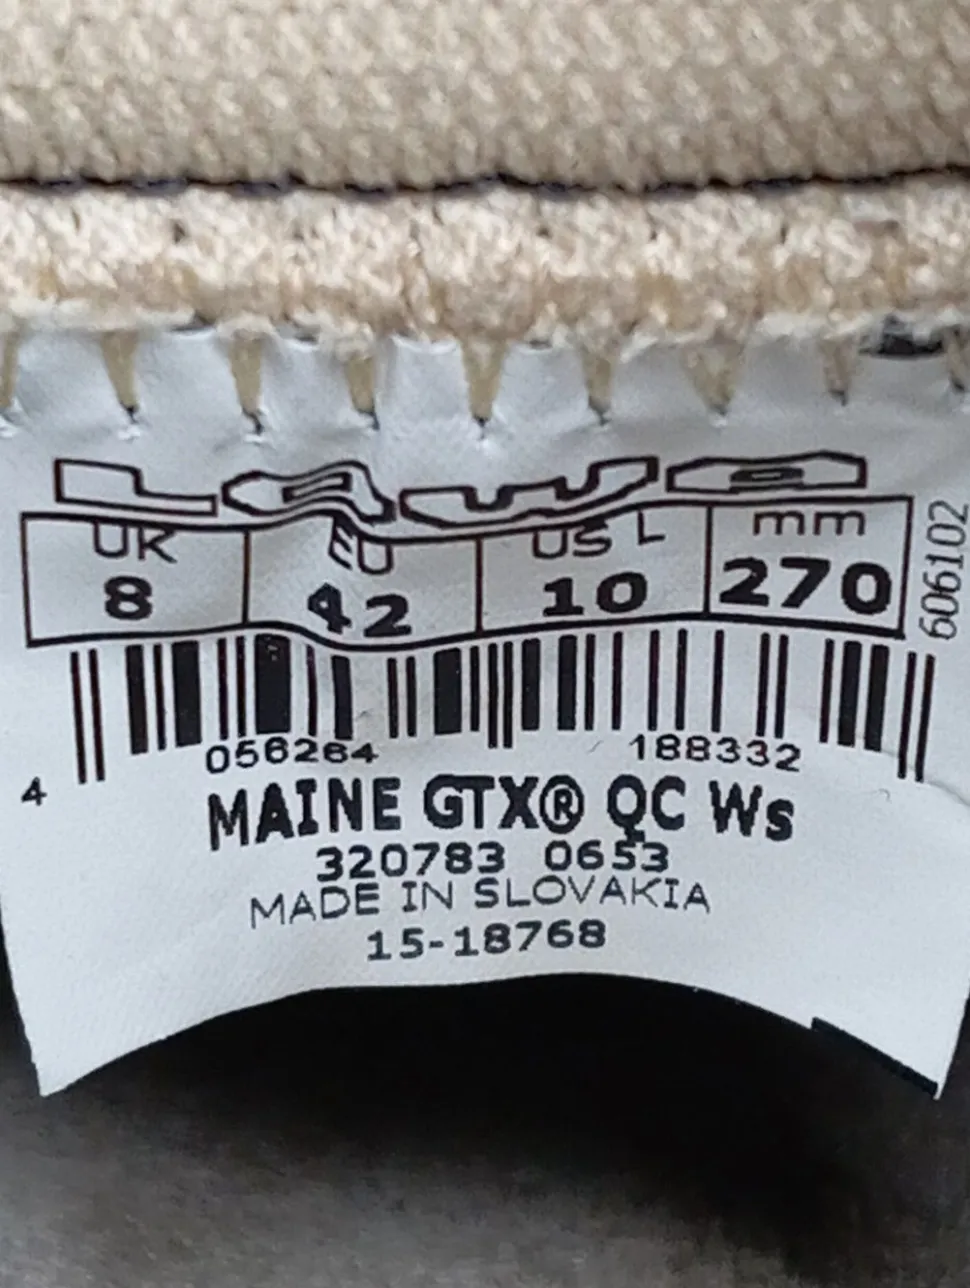 LOWA
UK EU US L mm
8 42 10 270
606102
4 056264 188332
MAINE GTX® QC Ws
320783 0653
MADE IN SLOVAKIA
15-18768